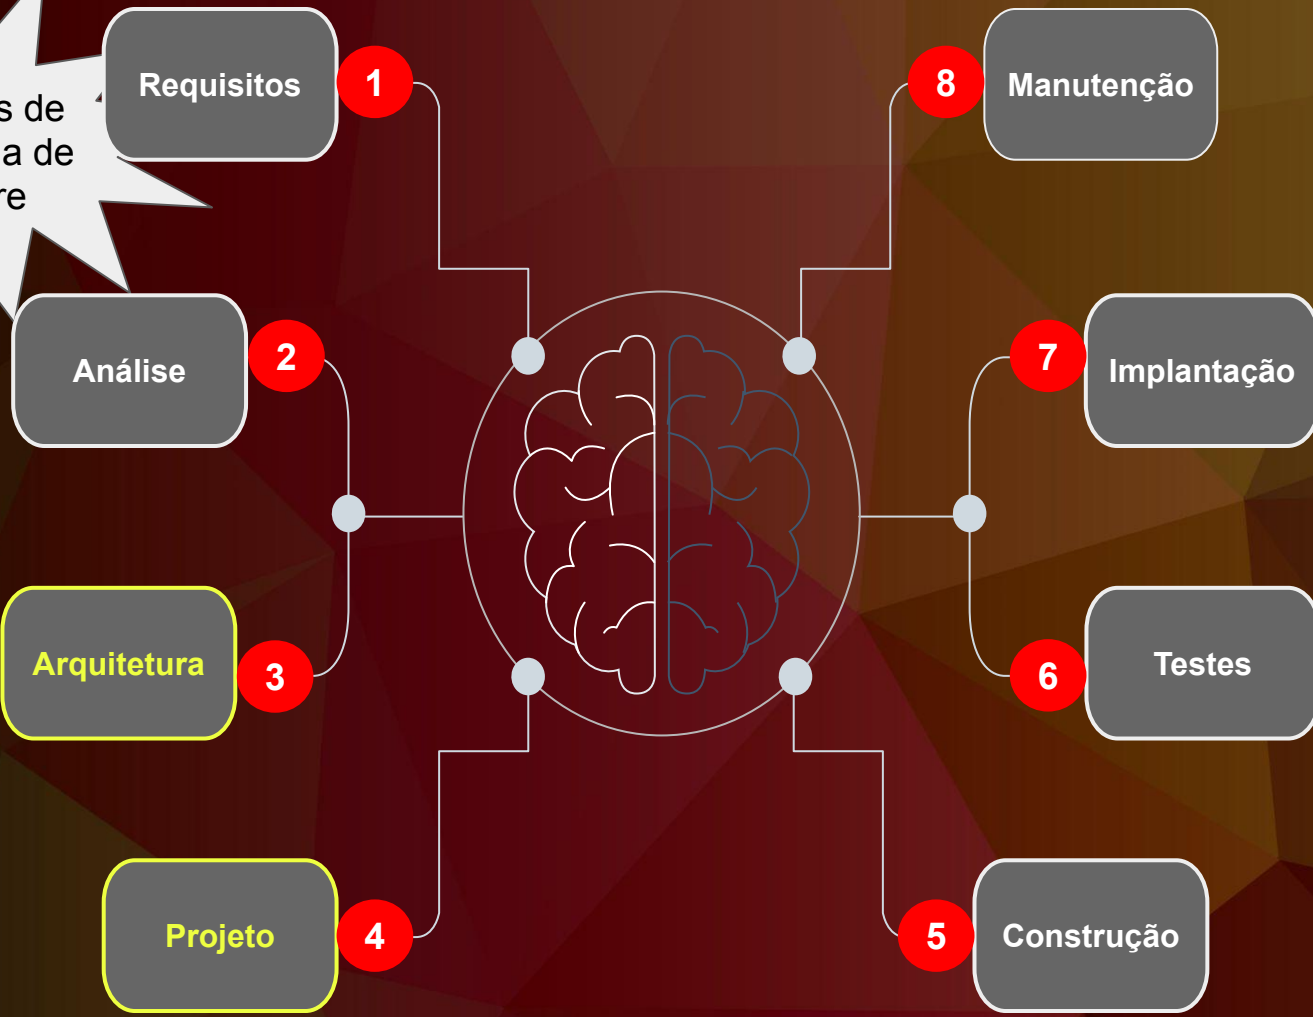 s de
a de
re
Requisitos
1
8
Manutenção
Análise
2
7
Implantação
Arquitetura
3
6
Testes
Projeto
4
5
Construção